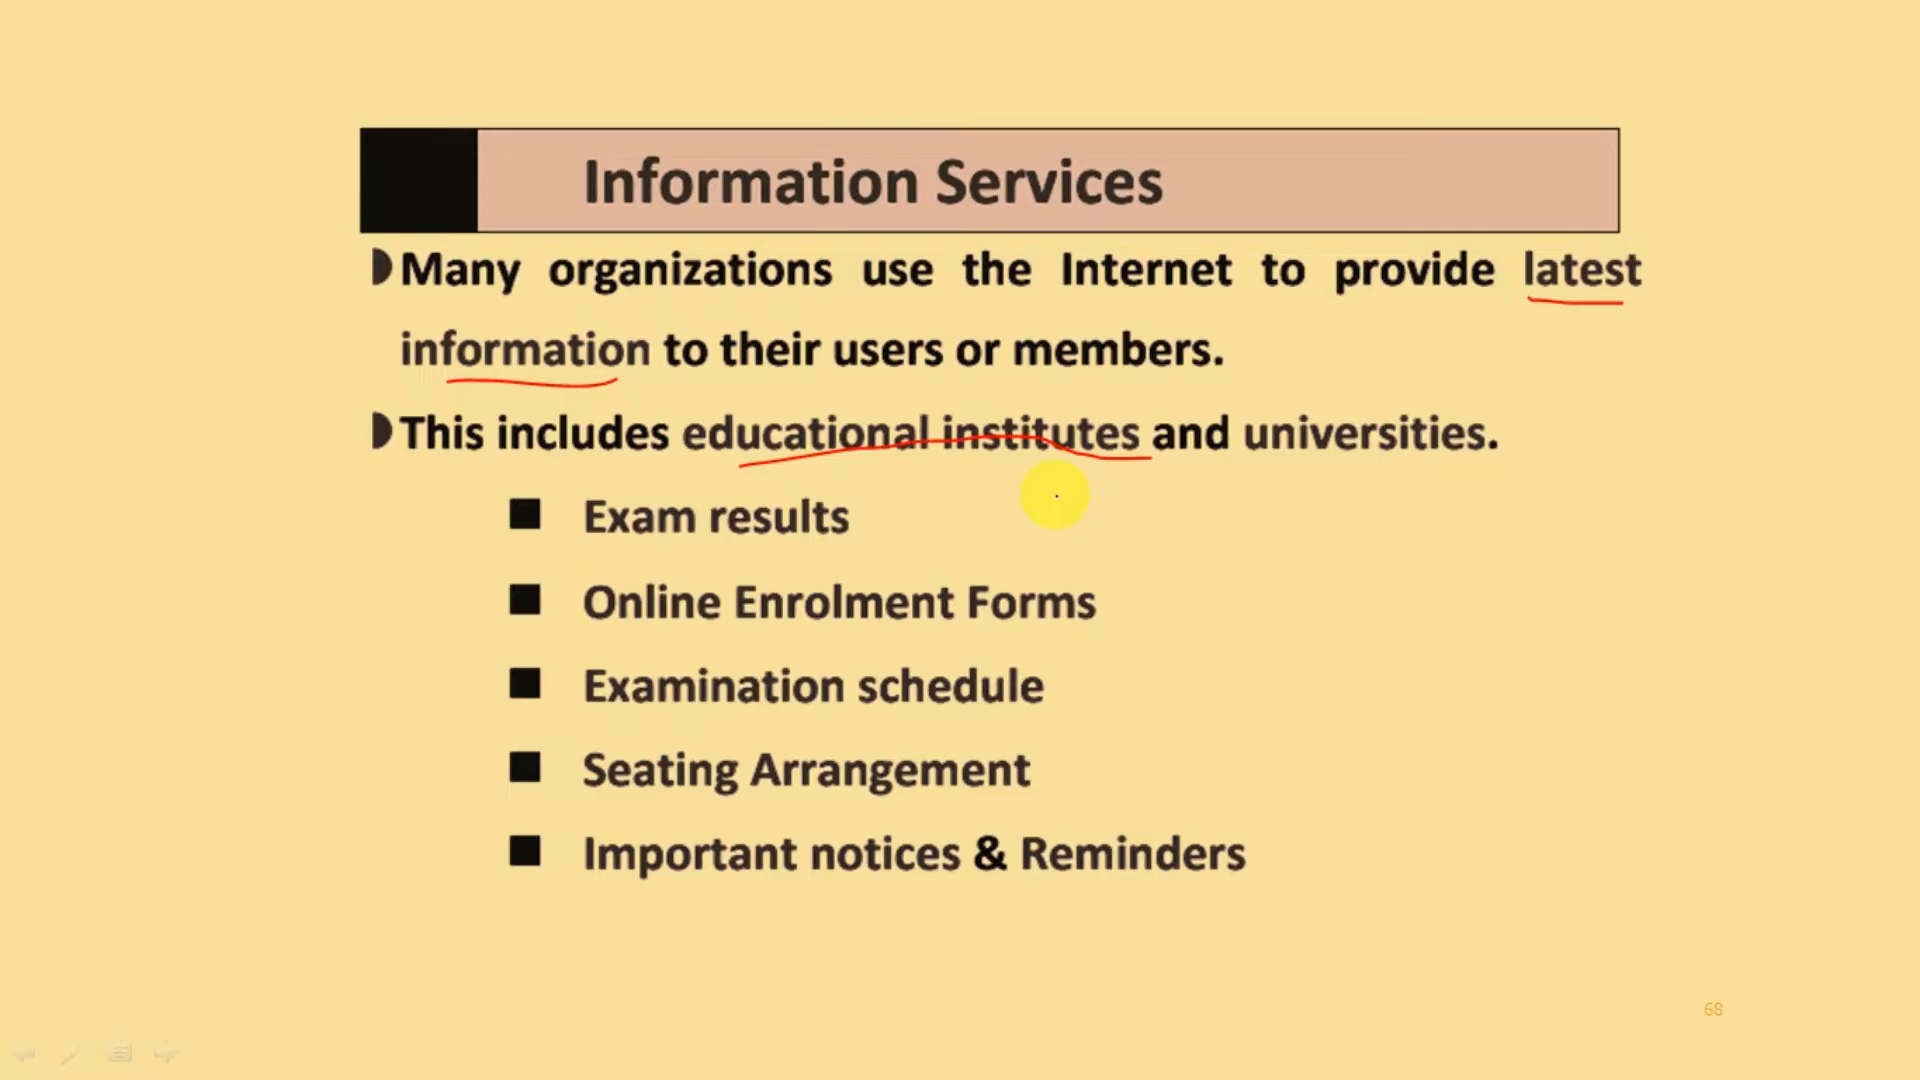 Information Services
Many organizations use the Internet to provide latest
information to their users or members.
This includes educational institutes and universities.
Exam results
Online Enrolment Forms
Examination schedule
Seating Arrangement
Important notices & Reminders
68